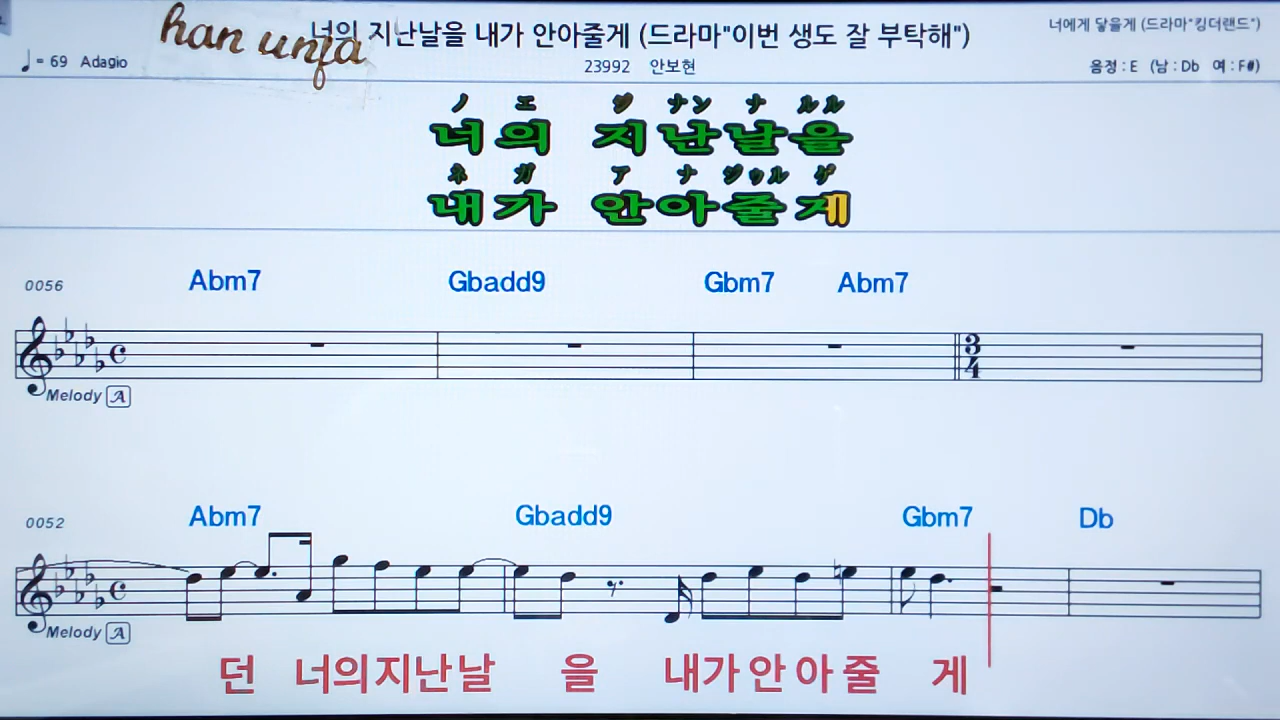 han unja
너의 지난날을 내가 안아줄게 (드라마"이번 생도 잘 부탁해")
너에게 닿을게 (드라마"킹더랜드")
♩= 69 Adagio
23992 안보현
음정 : E (남 : Db 여 : F#)
ノ エ ジ ナン ナ ルル
너의 지난날을
ネ ガ ア ナ ジゥル ゲ
내가 안아줄게
0056 Abm7 Gbadd9 Gbm7 Abm7
3
4
Melody A
0052 Abm7 Gbadd9 Gbm7 Db
Melody A
던 너의지난날 을 내가안아줄 게